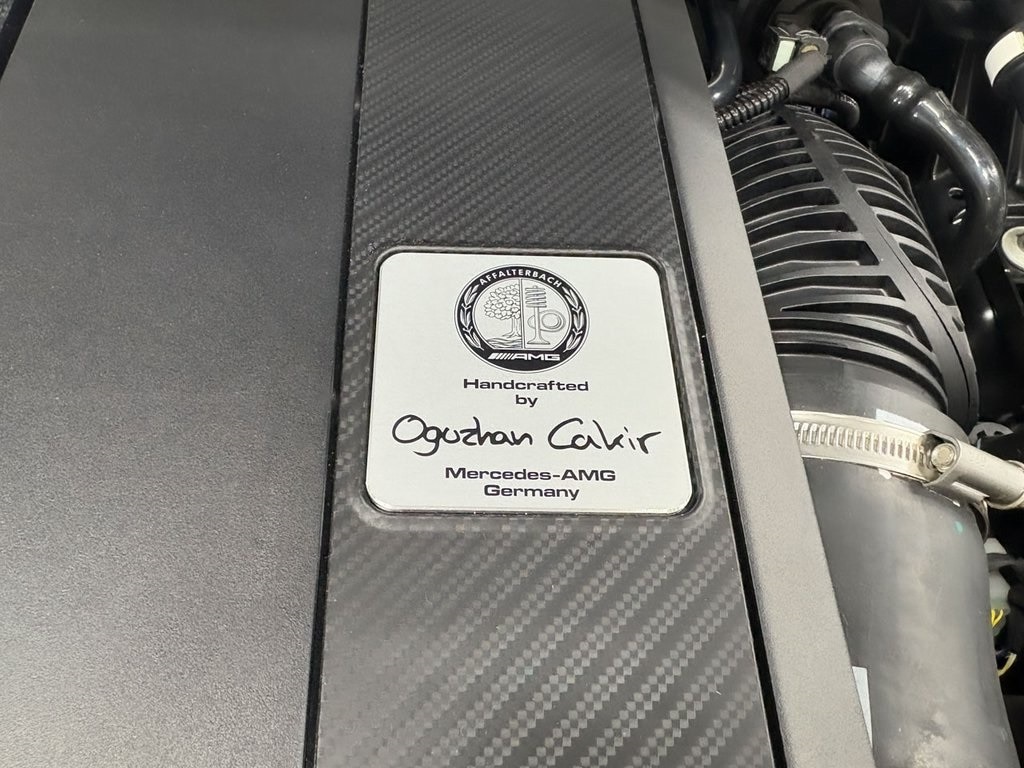 AFFALTERBACH
AMG
Handcrafted
by
Oguzhan Cakir
Mercedes-AMG
Germany